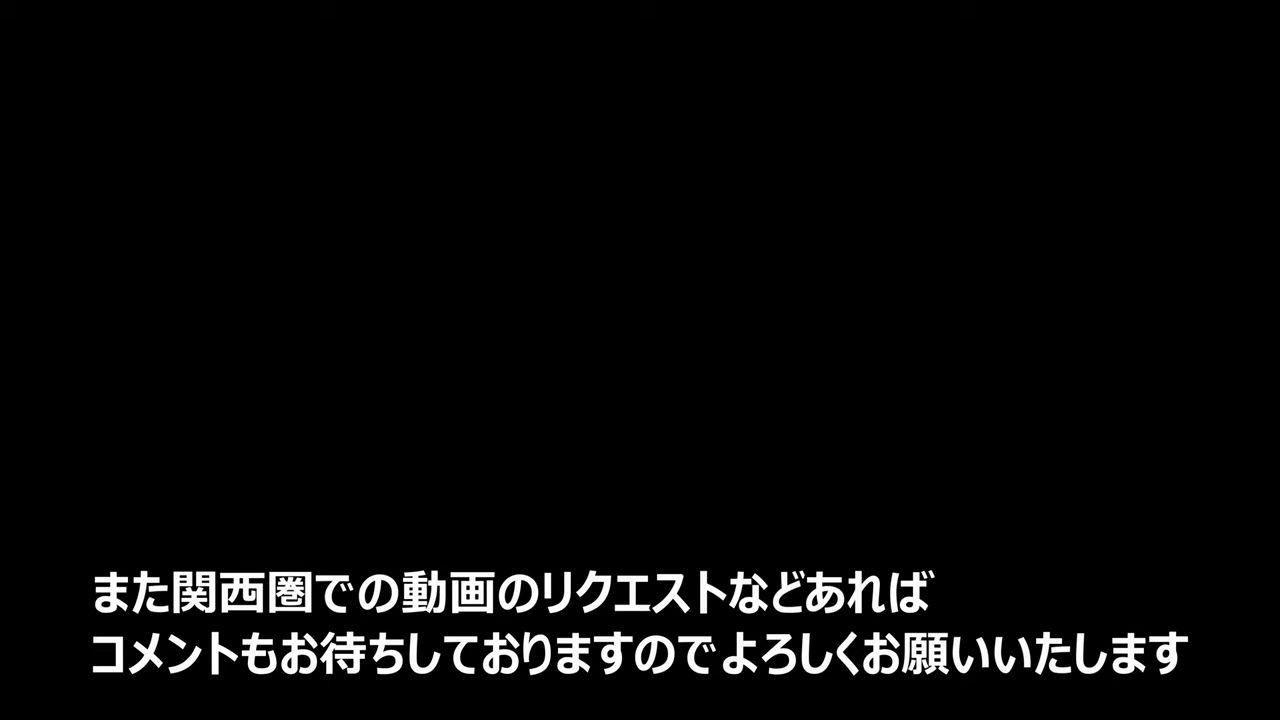 また関西圏での動画のリクエストなどあれば
コメントもお待ちしておりますのでよろしくお願いいたします